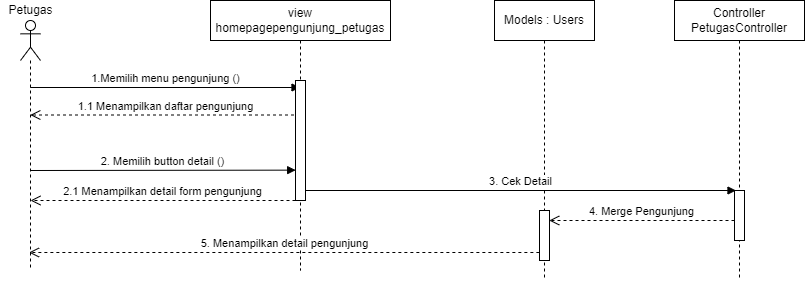 Petugas
view
homepagepengunjung_petugas
Models : Users
Controller
PetugasController
1.Memilih menu pengunjung ()
1.1 Menampilkan daftar pengunjung
2. Memilih button detail ()
2.1 Menampilkan detail form pengunjung
3. Cek Detail
4. Merge Pengunjung
5. Menampilkan detail pengunjung